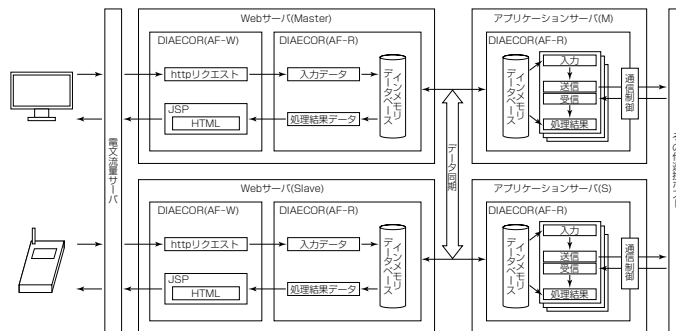 Webサーバ(Master)
アプリケーションサーバ(M)
DIAECOR(AF-W)
DIAECOR(AF-R)
DIAECOR(AF-R)
httpリクエスト
入力データ
JSP
HTML
処理結果データ
インメモリ
データベース
インメモリ
データベース
入力
送信
受信
処理結果
通信制御
電文流量サーバ
データ同期
Webサーバ(Slave)
アプリケーションサーバ(S)
DIAECOR(AF-W)
DIAECOR(AF-R)
DIAECOR(AF-R)
httpリクエスト
入力データ
JSP
HTML
処理結果データ
インメモリ
データベース
インメモリ
データベース
入力
送信
受信
処理結果
通信制御